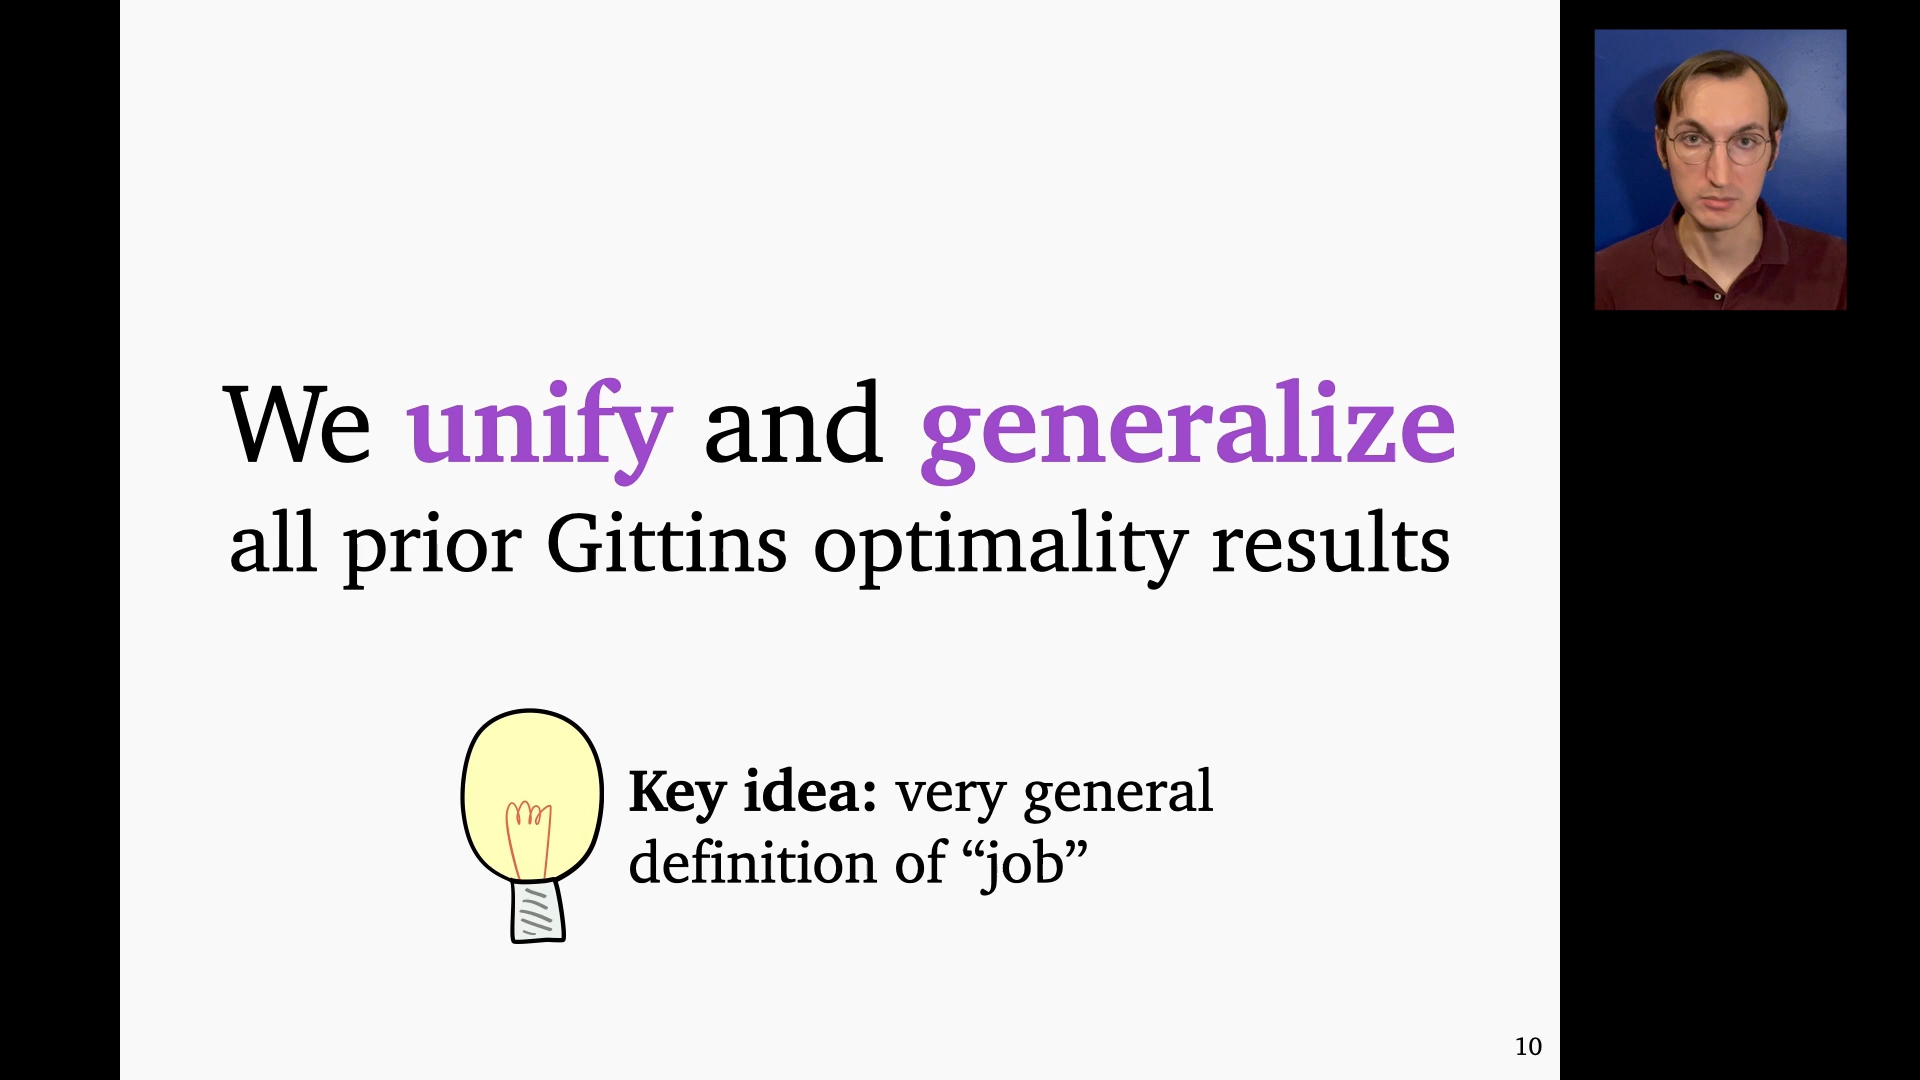 We unify and generalize
all prior Gittins optimality results
Key idea: very general
definition of “job”
10